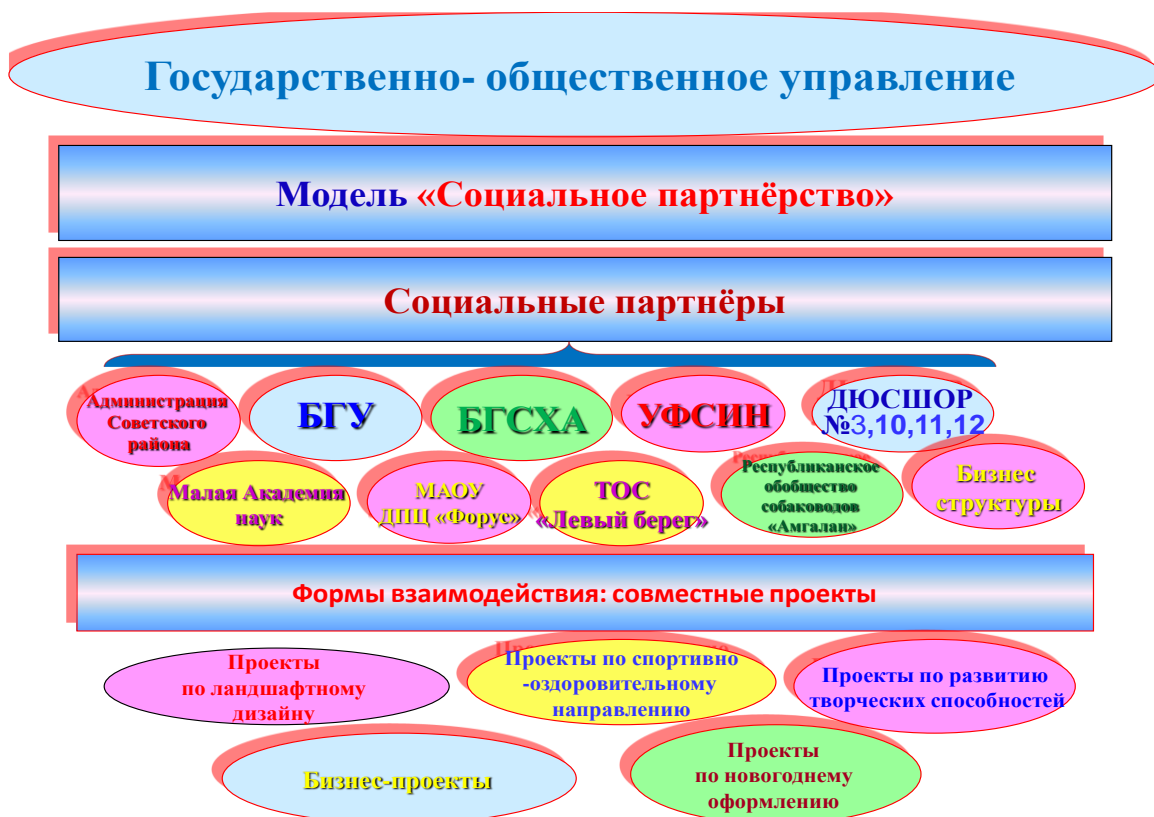 Государственно- общественное управление
Модель «Социальное партнёрство»
Социальные партнёры
Администрация
Советского
района
БГУ
БГСХА
УФСИН
ДЮСШОР
№3,10,11,12
Малая Академия
наук
МАОУ
ДПЦ «Форус»
ТОС
«Левый берег»
Республиканское
обобщество
собаководов
«Амгалан»
Бизнес
структуры
Формы взаимодействия: совместные проекты
Проекты
по ландшафтному
дизайну
Проекты по спортивно
-оздоровительному
направлению
Проекты по развитию
творческих способностей
Бизнес-проекты
Проекты
по новогоднему
оформлению